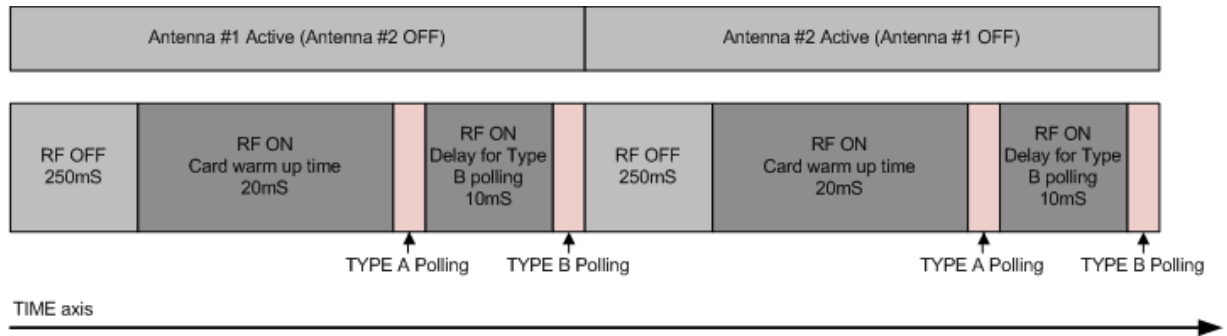 Antenna #1 Active (Antenna #2 OFF)
Antenna #2 Active (Antenna #1 OFF)
RF OFF
250mS
RF ON
Card warm up time
20mS
RF ON
Delay for Type
B polling
10mS
RF OFF
250mS
RF ON
Card warm up time
20mS
RF ON
Delay for Type
B polling
10mS
TYPE A Polling
TYPE B Polling
TYPE A Polling
TYPE B Polling
TIME axis